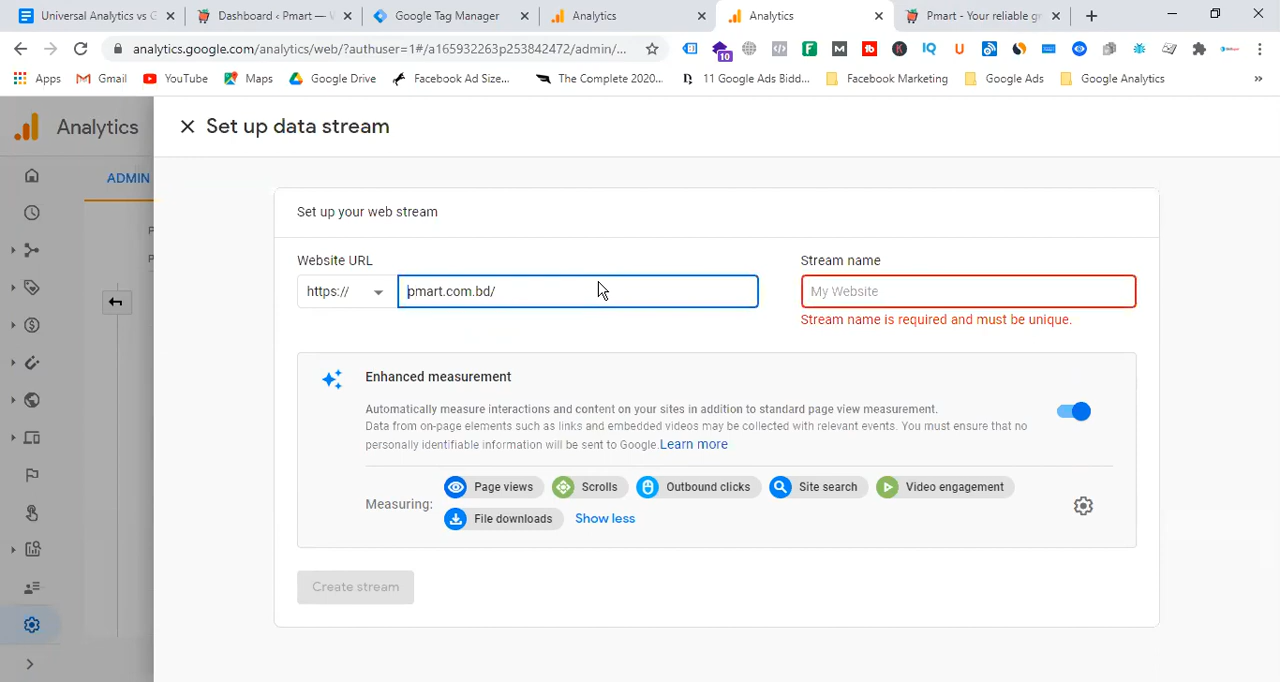 Universal Analytics vs G
Dashboard ‹ Pmart —
Google Tag Manager
Analytics
Analytics
Pmart - Your reliable gr
analytics.google.com/analytics/web/?authuser=1#/a165932263p253842472/admin/...
10
IQ
Apps
Gmail
YouTube
Maps
Google Drive
Facebook Ad Size...
The Complete 2020...
11 Google Ads Bidd...
Facebook Marketing
Google Ads
Google Analytics
»
Analytics
Set up data stream
ADMIN
Set up your web stream
Website URL
Stream name
https://
pmart.com.bd/
My Website
Stream name is required and must be unique.
Enhanced measurement
Automatically measure interactions and content on your sites in addition to standard page view measurement.
Data from on-page elements such as links and embedded videos may be collected with relevant events. You must ensure that no
personally identifiable information will be sent to Google. Learn more
Measuring:
Page views
Scrolls
Outbound clicks
Site search
Video engagement
File downloads
Show less
Create stream